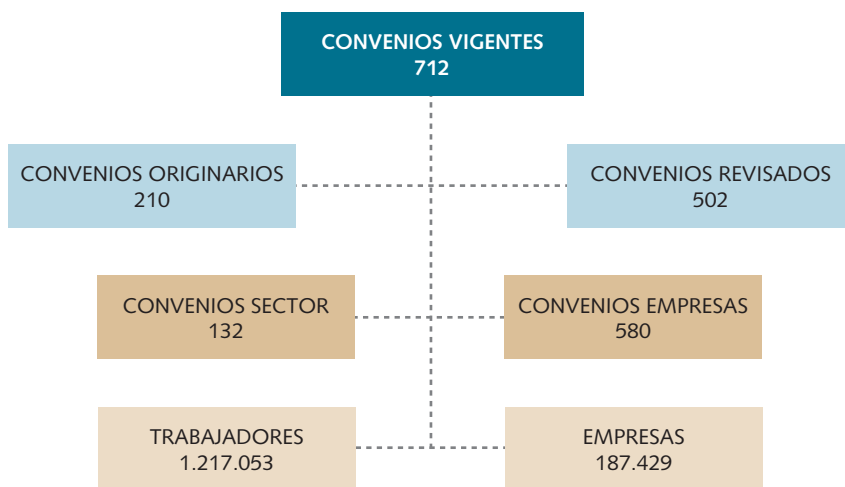 CONVENIOS VIGENTES
712
CONVENIOS ORIGINARIOS
210
CONVENIOS REVISADOS
502
CONVENIOS SECTOR
132
CONVENIOS EMPRESAS
580
TRABAJADORES
1.217.053
EMPRESAS
187.429